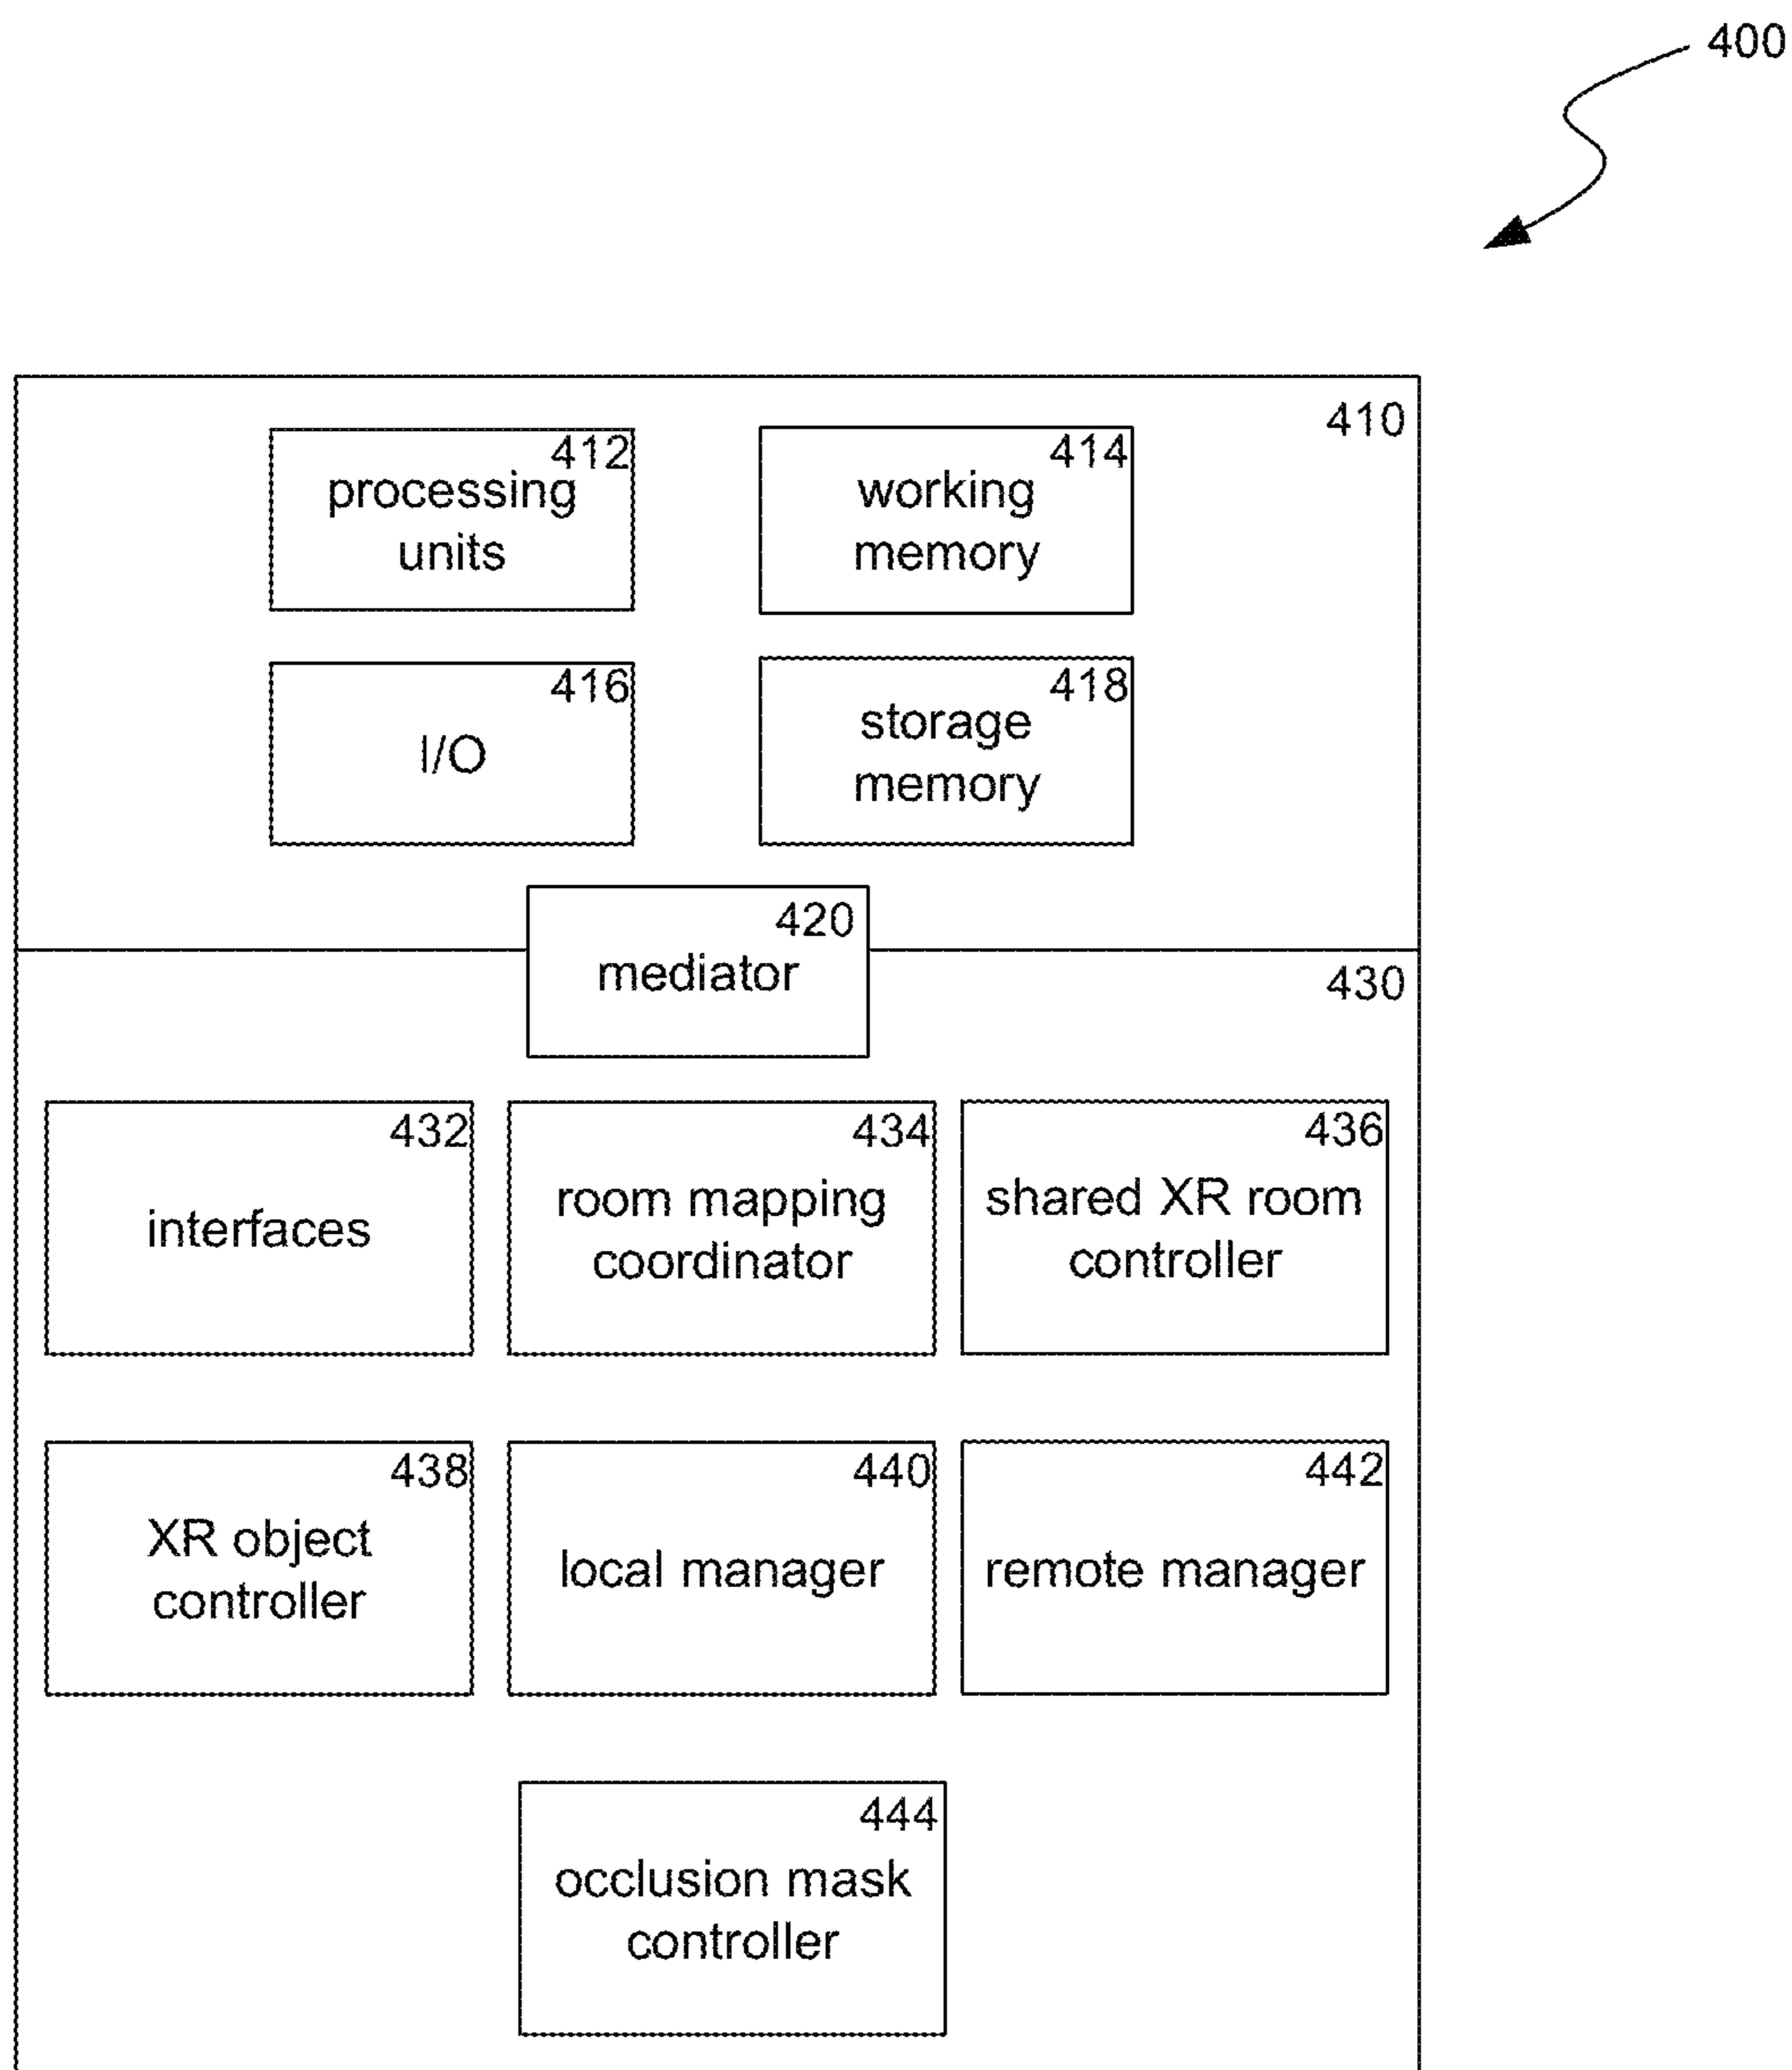 400
410
412
processing
units
414
working
memory
416
I/O
418
storage
memory
420
mediator
430
432
interfaces
434
room mapping
coordinator
436
shared XR room
controller
438
XR object
controller
440
local manager
442
remote manager
444
occlusion mask
controller